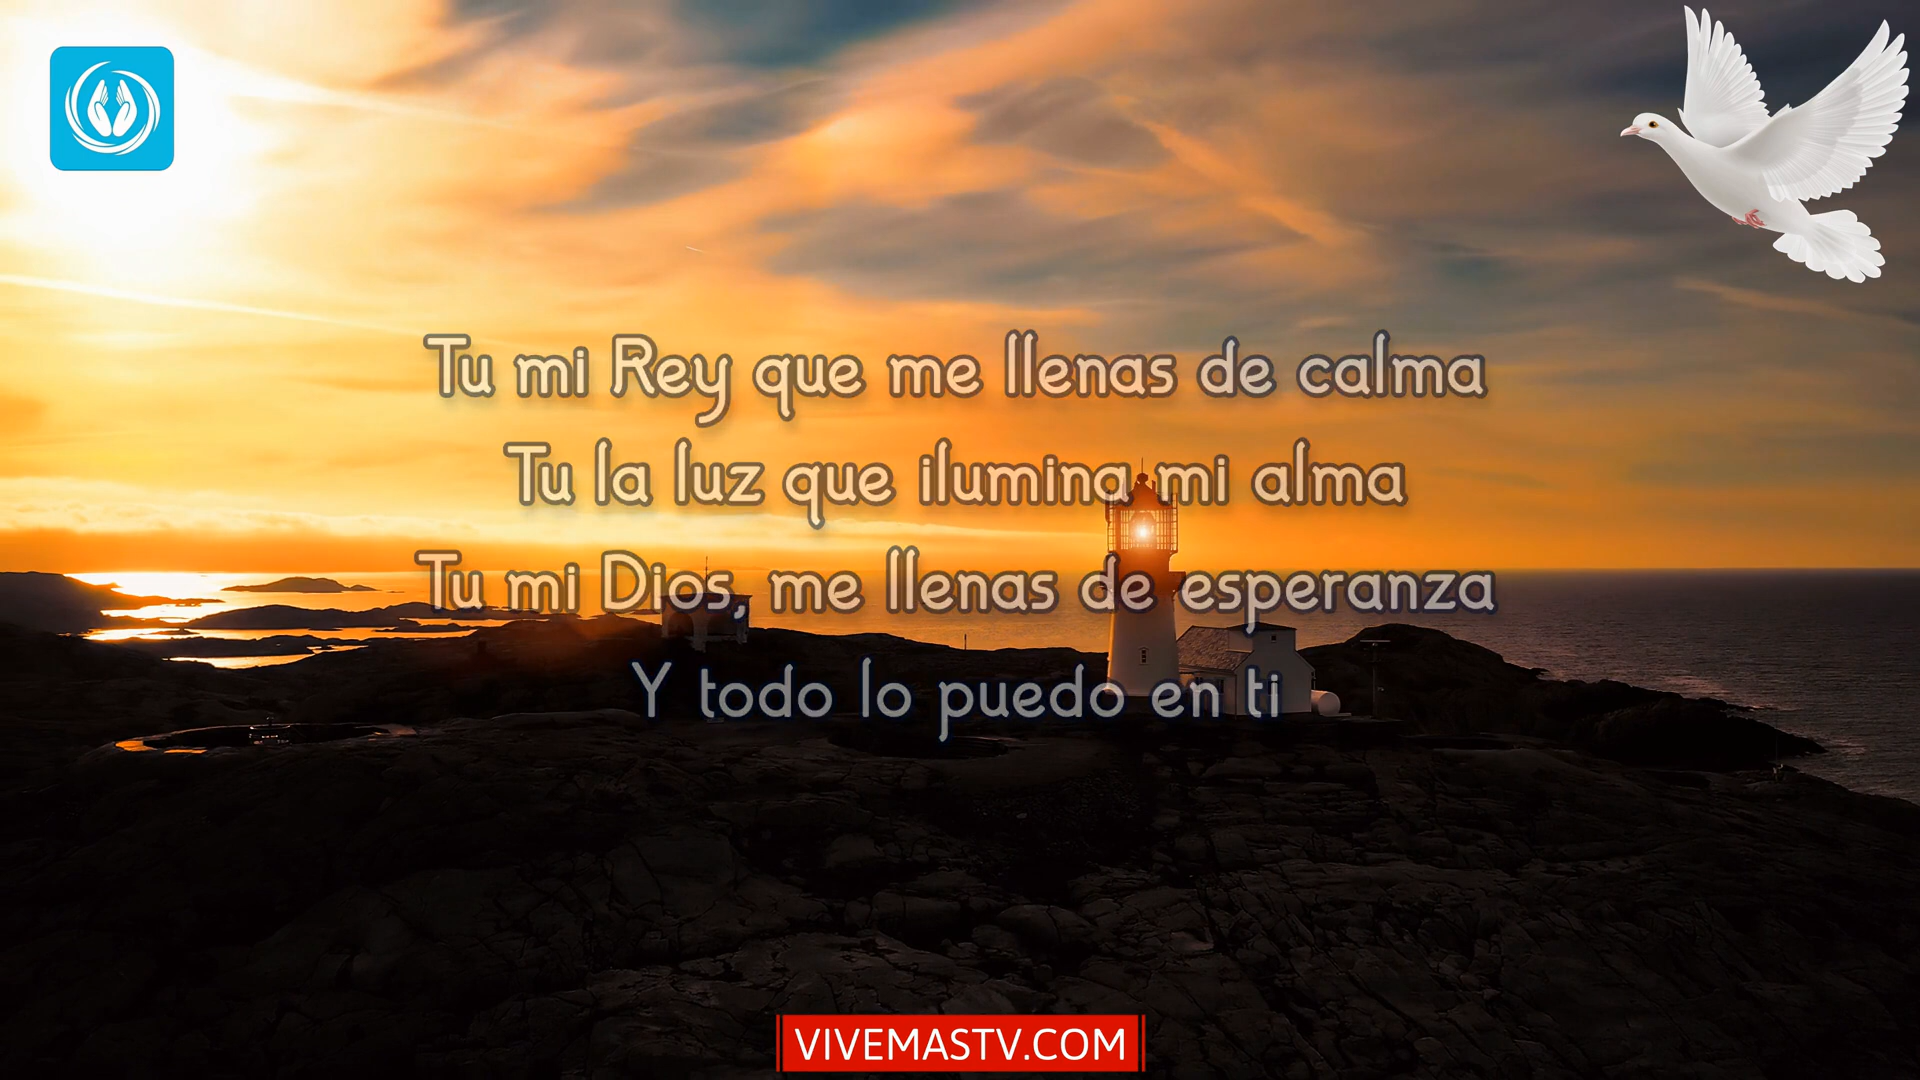 Tu mi Rey que me llenas de calma
Tu la luz que ilumina mi alma
Tu mi Dios, me llenas de esperanza
Y todo lo puedo en ti
VIVEMASTV.COM